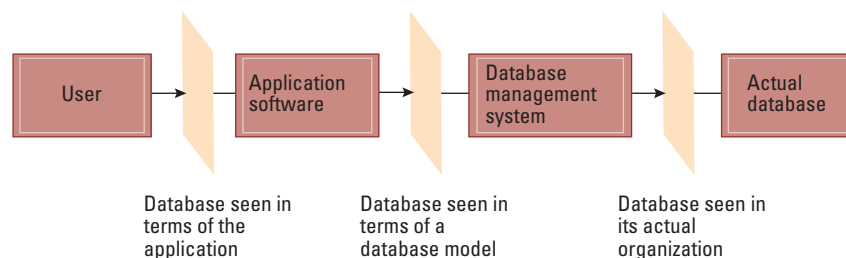 User
Application
software
Database
management
system
Actual
database
Database seen in
terms of the
application
Database seen in
terms of a
database model
Database seen in
its actual
organization